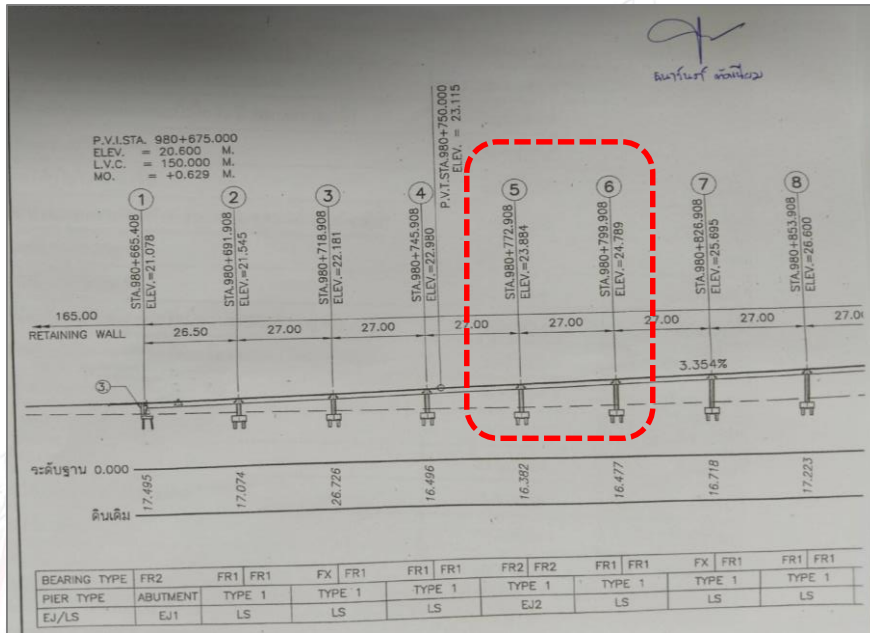 P.V.I.STA. 980+675.000
ELEV. = 20.600 M.
L.V.C. = 150.000 M.
MO. = +0.629 M.
P.V.T.STA.980+750.000
ELEV. = 23.115
1 2 3 4 5 6 7 8
STA.980+665.408
ELEV.=21.078
STA.980+691.908
ELEV.=21.545
STA.980+718.908
ELEV.=22.181
STA.980+745.908
ELEV.=22.980
STA.980+772.908
ELEV.=23.884
STA.980+799.908
ELEV.=24.789
STA.980+826.908
ELEV.=25.695
STA.980+853.908
ELEV.=26.600
165.00 26.50 27.00 27.00 27.00 27.00 27.00 27.00
RETAINING WALL
3.354%
3
ระดับฐาน 0.000
17.495 17.074 26.726 16.496 16.382 16.477 16.718 17.223
ดินเดิม
BEARING TYPE FR2 FR1 FR1 FX FR1 FR1 FR1 FR2 FR2 FR1 FR1 FX FR1 FR1 FR1
PIER TYPE ABUTMENT TYPE 1 TYPE 1 TYPE 1 TYPE 1 TYPE 1 TYPE 1 TYPE 1
EJ/LS EJ1 LS LS LS EJ2 LS LS LS